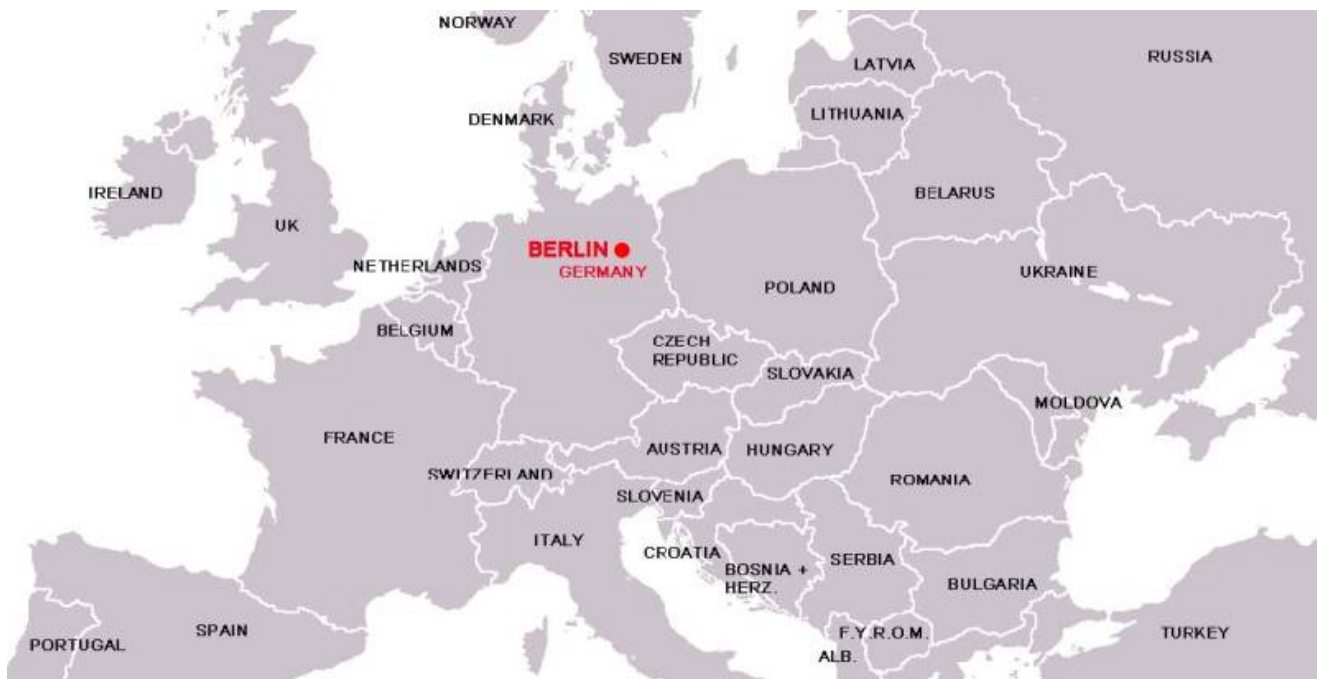 NORWAY
SWEDEN
RUSSIA
LATVIA
LITHUANIA
DENMARK
IRELAND
BELARUS
UK
BERLIN
GERMANY
NETHERLANDS
UKRAINE
POLAND
BELGIUM
CZECH
REPUBLIC
SLOVAKIA
MOLDOVA
FRANCE
AUSTRIA
HUNGARY
SWITZERLAND
ROMANIA
SLOVENIA
ITALY
CROATIA
SERBIA
BOSNIA +
HERZ.
BULGARIA
SPAIN
F.Y.R.O.M.
TURKEY
PORTUGAL
ALB.